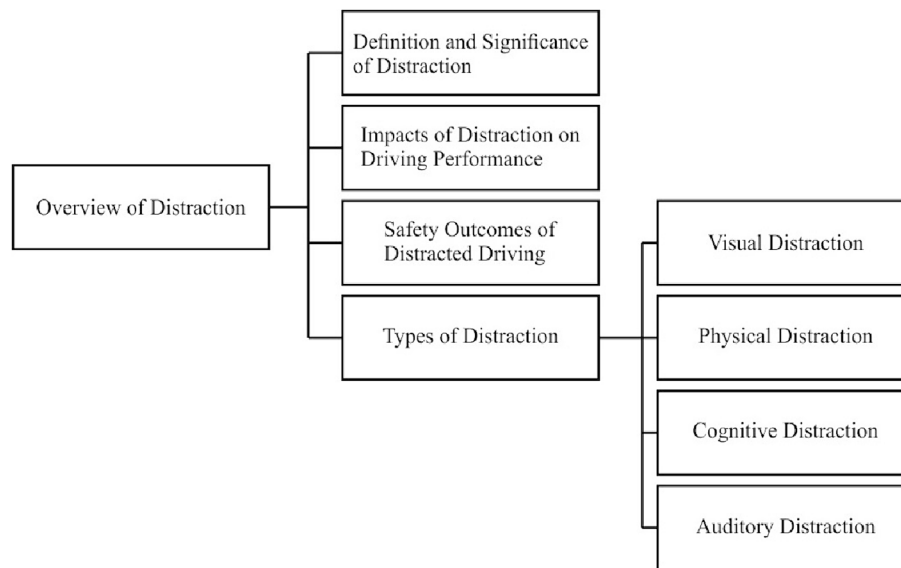 Overview of Distraction
Definition and Significance
of Distraction
Impacts of Distraction on
Driving Performance
Safety Outcomes of
Distracted Driving
Types of Distraction
Visual Distraction
Physical Distraction
Cognitive Distraction
Auditory Distraction